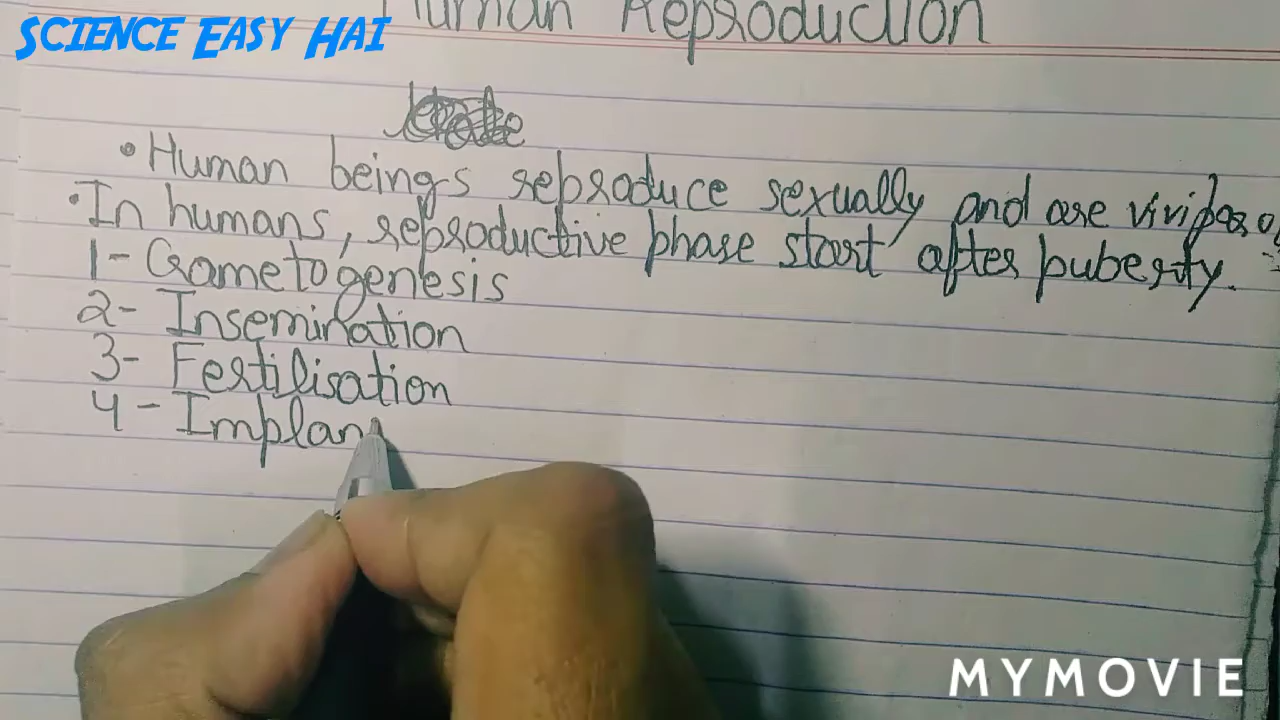 Human Reproduction
SCIENCE EASY HAI
• Human beings reproduce sexually and are viviparo
• In humans, reproductive phase start after puberty.
1- Gametogenesis
2- Insemination
3- Fertilisation
4- Implan
MYMOVIE